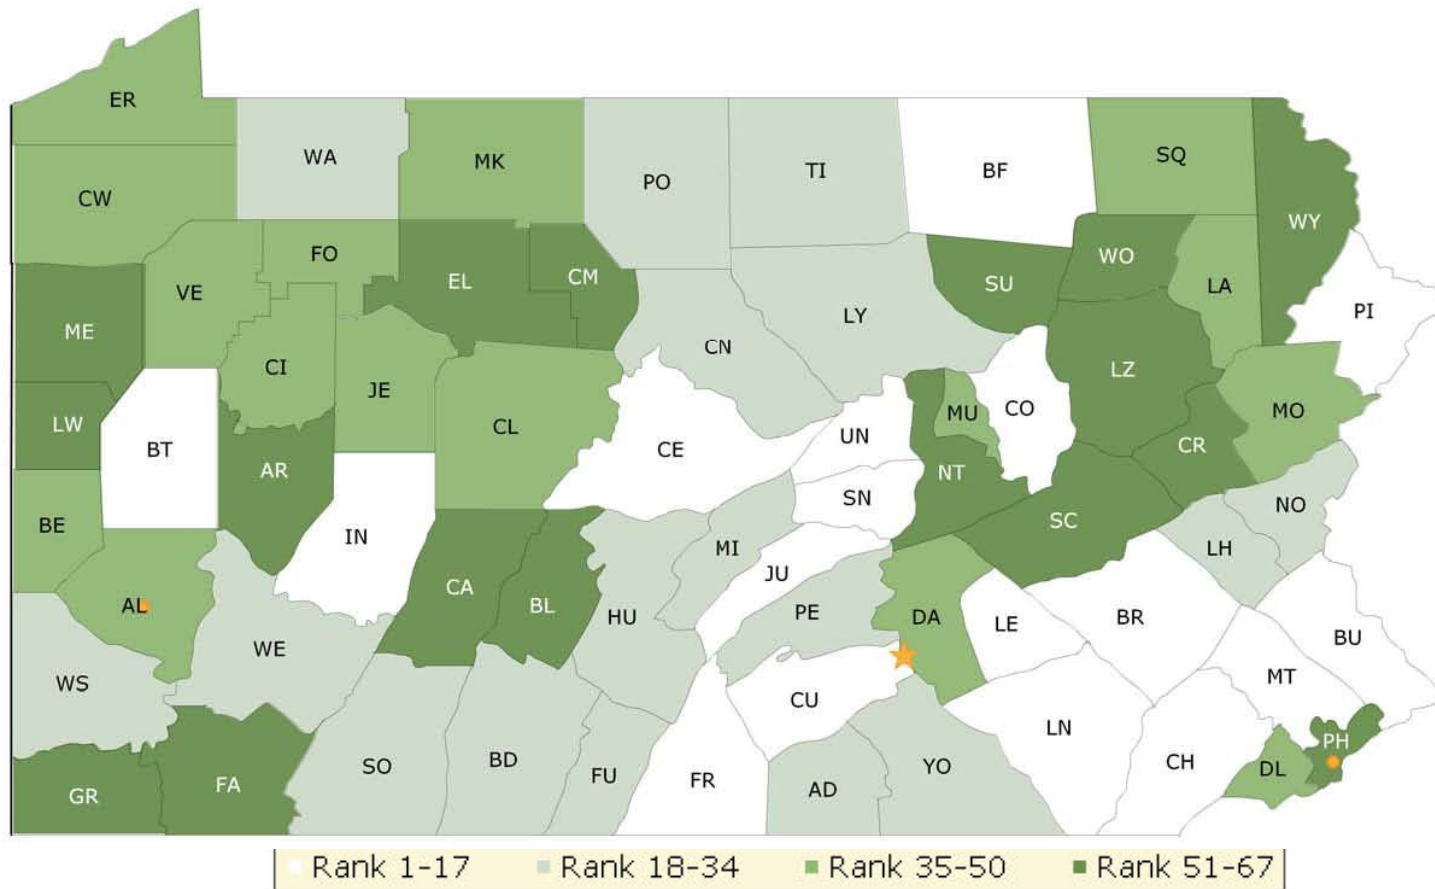 ER
WA
MK
PO
TI
BF
SQ
CW
WY
FO
EL
CM
SU
WO
LA
VE
ME
LY
PI
CN
CI
JE
LZ
LW
BT
CL
CE
UN
MU
CO
MO
AR
NT
CR
SN
BE
IN
SC
NO
MI
LH
JU
CA
BL
HU
PE
DA
LE
BR
BU
AL
WE
WS
CU
MT
LN
SO
BD
FU
FR
AD
YO
CH
DL
PH
GR
FA
Rank 1-17 Rank 18-34 Rank 35-50 Rank 51-67